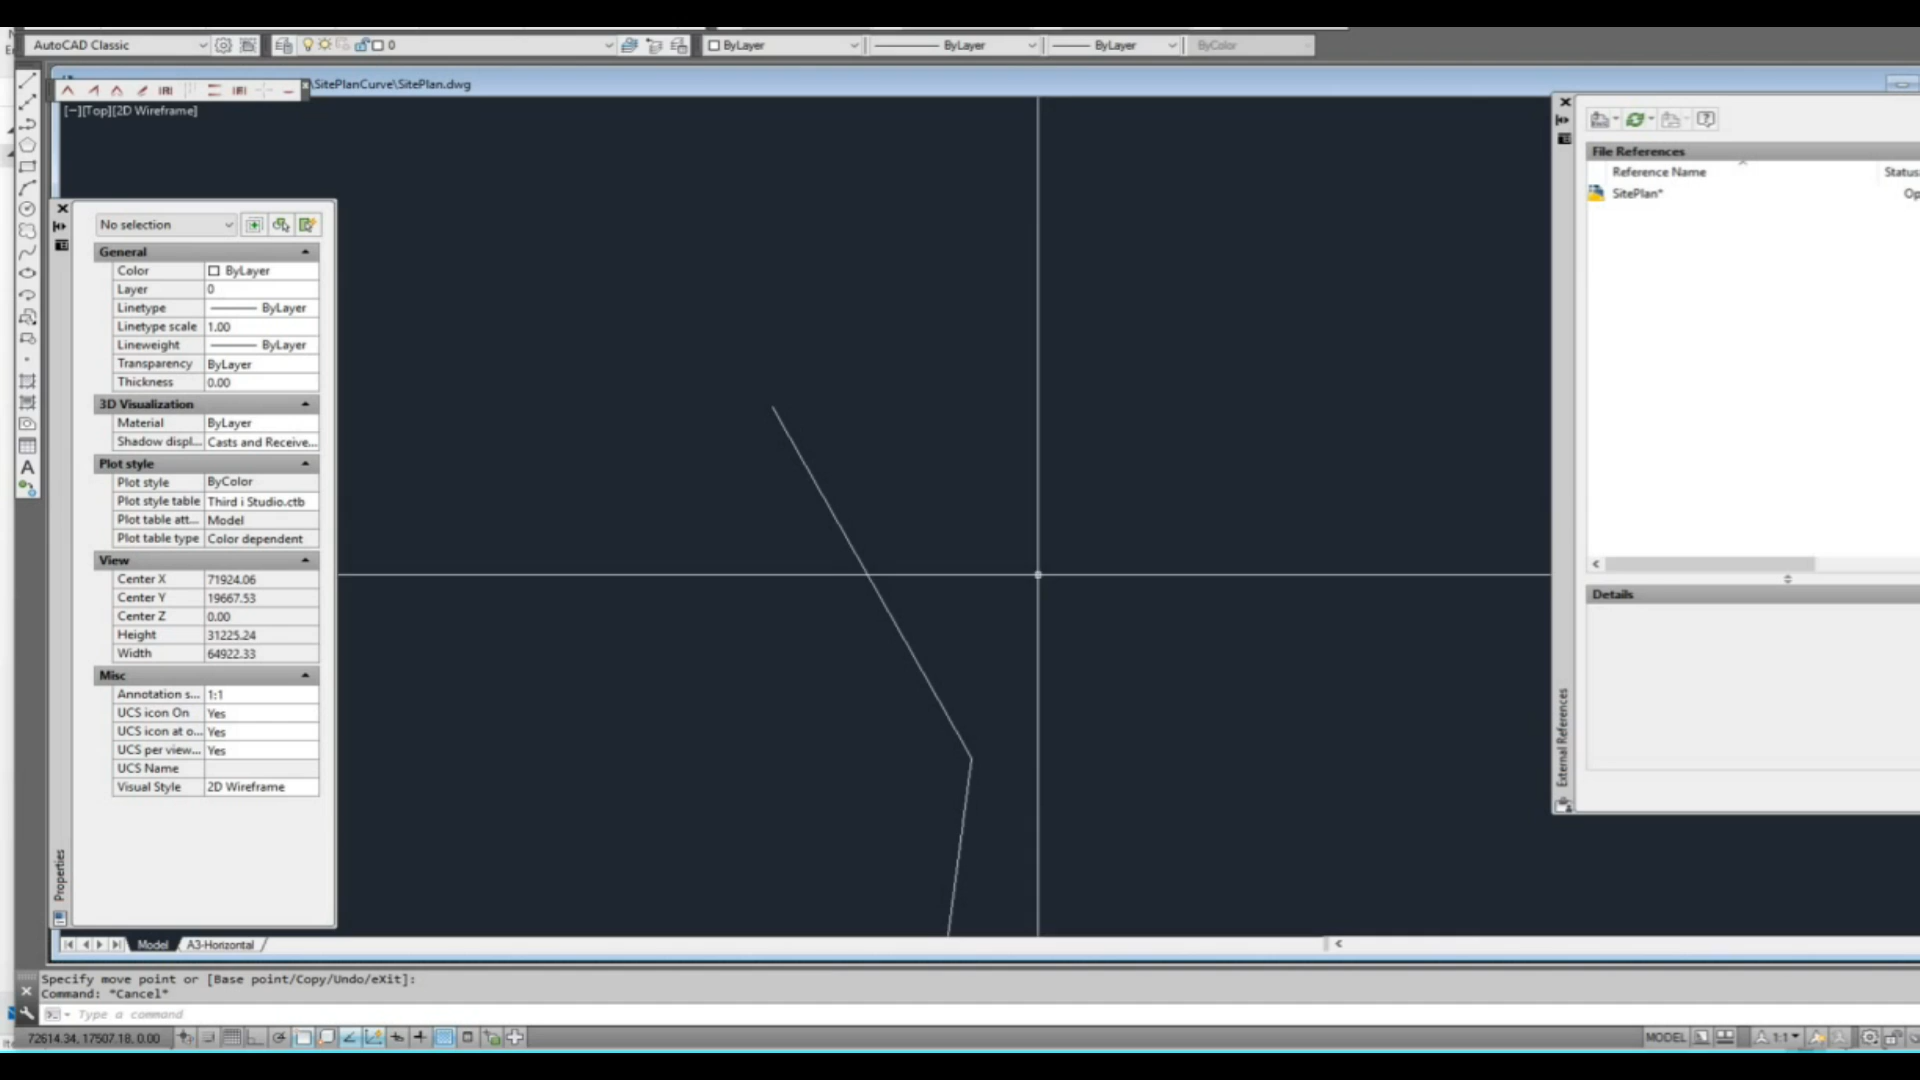 AutoCAD Classic
0
ByLayer
ByLayer
ByLayer
ByColor
\SitePlanCurve\SitePlan.dwg
[−][Top][2D Wireframe]
No selection
General
Color ByLayer
Layer 0
Linetype ByLayer
Linetype scale 1.00
Lineweight ByLayer
Transparency ByLayer
Thickness 0.00
3D Visualization
Material ByLayer
Shadow displ... Casts and Receive...
Plot style
Plot style ByColor
Plot style table Third i Studio.ctb
Plot table att... Model
Plot table type Color dependent
View
Center X 71924.06
Center Y 19667.53
Center Z 0.00
Height 31225.24
Width 64922.33
Misc
Annotation s... 1:1
UCS icon On Yes
UCS icon at o... Yes
UCS per view... Yes
UCS Name
Visual Style 2D Wireframe
Properties
File References
Reference Name Status
SitePlan* Op
Details
External References
Model A3-Horizontal
Specify move point or [Base point/Copy/Undo/eXit]:
Command: *Cancel*
Type a command
72614.34, 17507.18, 0.00
MODEL
1:1